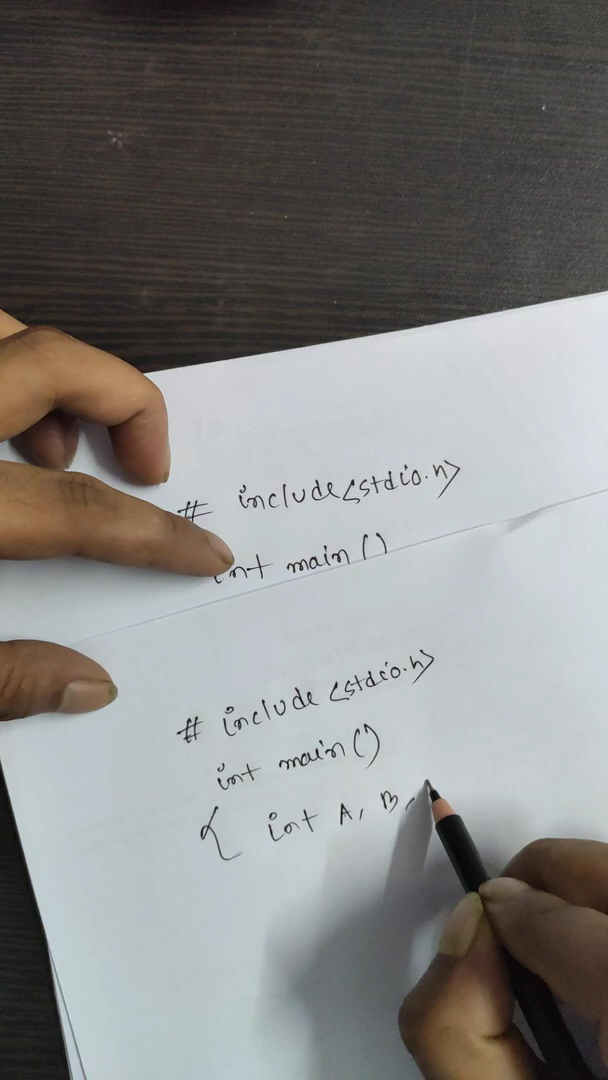 # include<stdio.h>
int main ()
# include <stdio.h>
int main ()
{ int A, B,